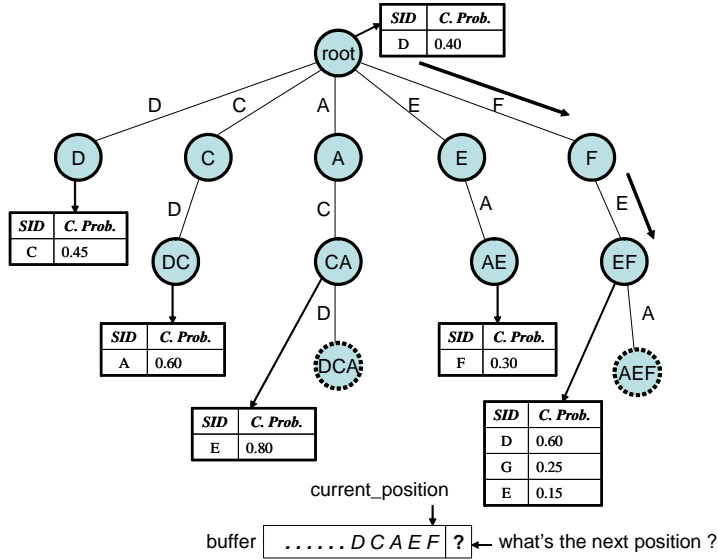 SID C. Prob.
D 0.40
root
D C A E F
D C A E F
D C A E
SID C. Prob.
C 0.45
DC CA AE EF
D A
SID C. Prob.
A 0.60
SID C. Prob.
F 0.30
DCA AEF
SID C. Prob.
E 0.80
SID C. Prob.
D 0.60
G 0.25
E 0.15
current_position
buffer ......DCAEF ? what's the next position ?